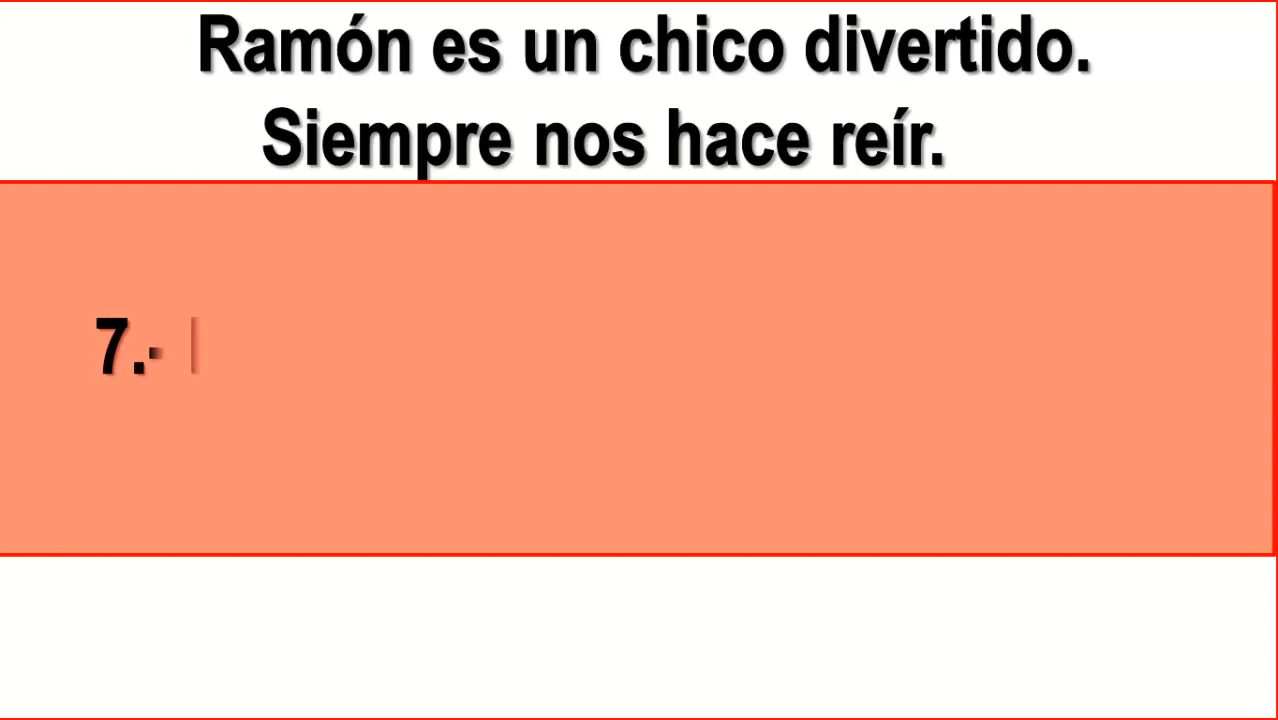 Ramón es un chico divertido.
Siempre nos hace reír.
7.-